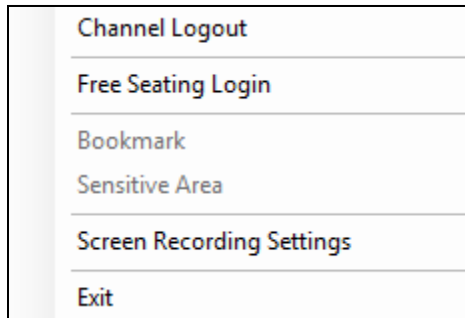 Channel Logout
Free Seating Login
Bookmark
Sensitive Area
Screen Recording Settings
Exit